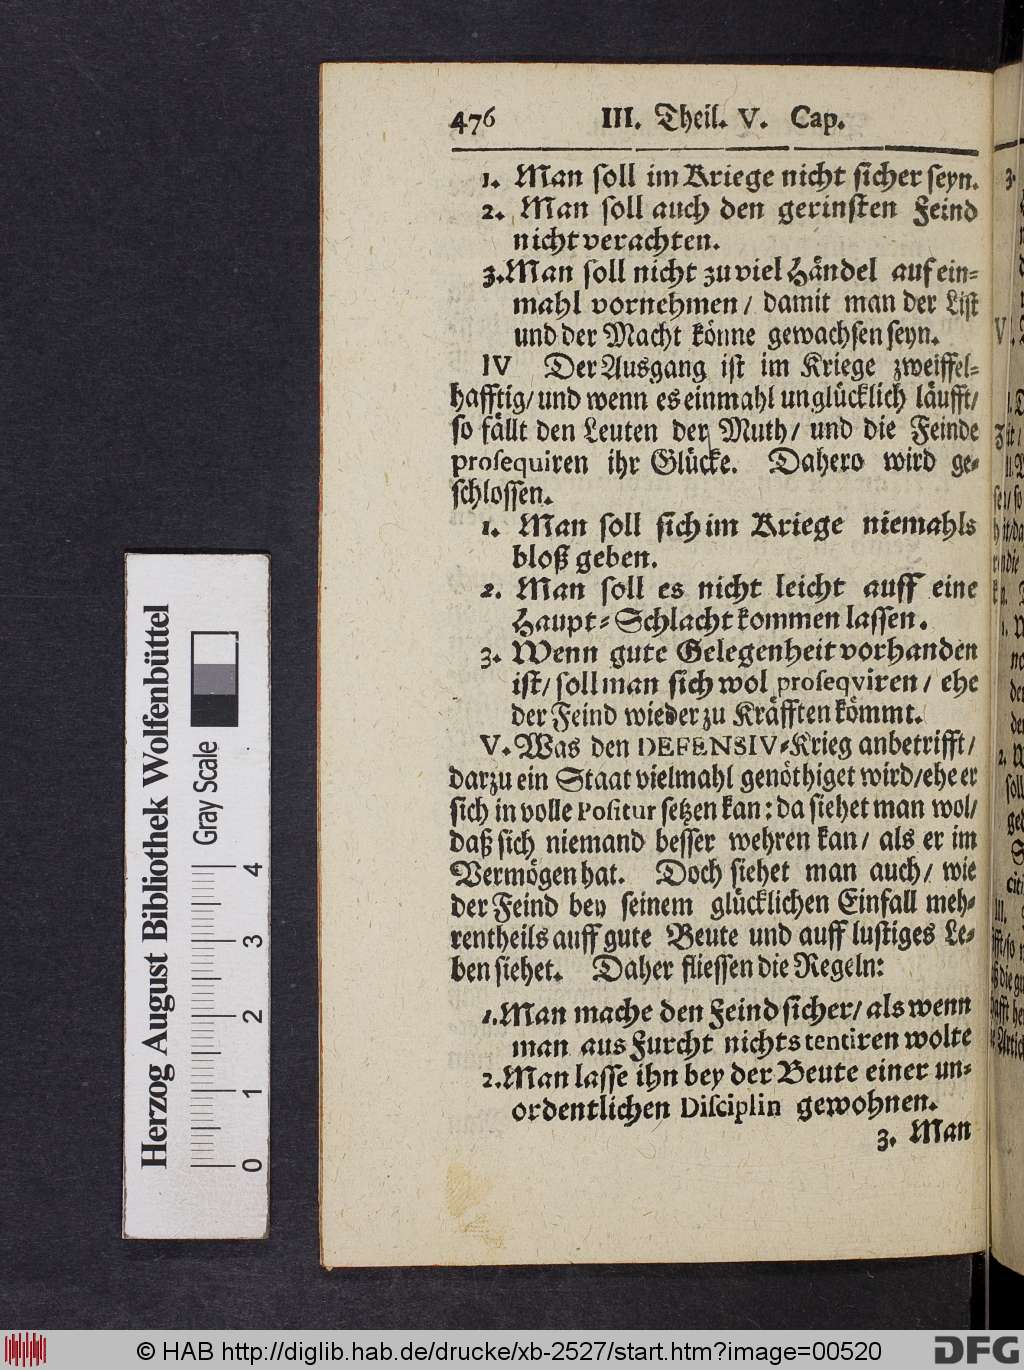 476 III. Theil. V. Cap.
1. Man soll im Kriege nicht sicher seyn.
2. Man soll auch den gerinsten Feind
nicht verachten.
3. Man soll nicht zu viel Händel auf ein-
mahl vornehmen / damit man der List
und der Macht könne gewachsen seyn.
IV Der Ausgang ist im Kriege zweiffel-
hafftig / und wenn es einmahl unglücklich läufft /
so fällt den Leuten der Muth / und die Feinde
prosequiren ihr Glücke. Dahero wird ge-
schlossen.
1. Man soll sich im Kriege niemahls
bloß geben.
2. Man soll es nicht leicht auff eine
Haupt-Schlacht kommen lassen.
3. Wenn gute Gelegenheit vorhanden
ist / soll man sich wol proseqviren / ehe
der Feind wieder zu Kräfften kömmt.
V. Was den DEFENSIV-Krieg anbetrifft /
darzu ein Staat vielmahl genöthiget wird / ehe er
sich in volle Positur setzen kan: da siehet man wol /
daß sich niemand besser wehren kan / als er im
Vermögen hat. Doch siehet man auch / wie
der Feind bey seinem glücklichen Einfall meh-
rentheils auff gute Beute und auff lustiges Le-
ben siehet. Daher fliessen die Regeln:
1. Man mache den Feind sicher / als wenn
man aus Furcht nichts tentiren wolte
2. Man lasse ihn bey der Beute einer un-
ordentlichen Disciplin gewohnen.
3. Man
Herzog August Bibliothek Wolfenbüttel
Gray Scale
0 1 2 3 4
© HAB http://diglib.hab.de/drucke/xb-2527/start.htm?image=00520
DFG